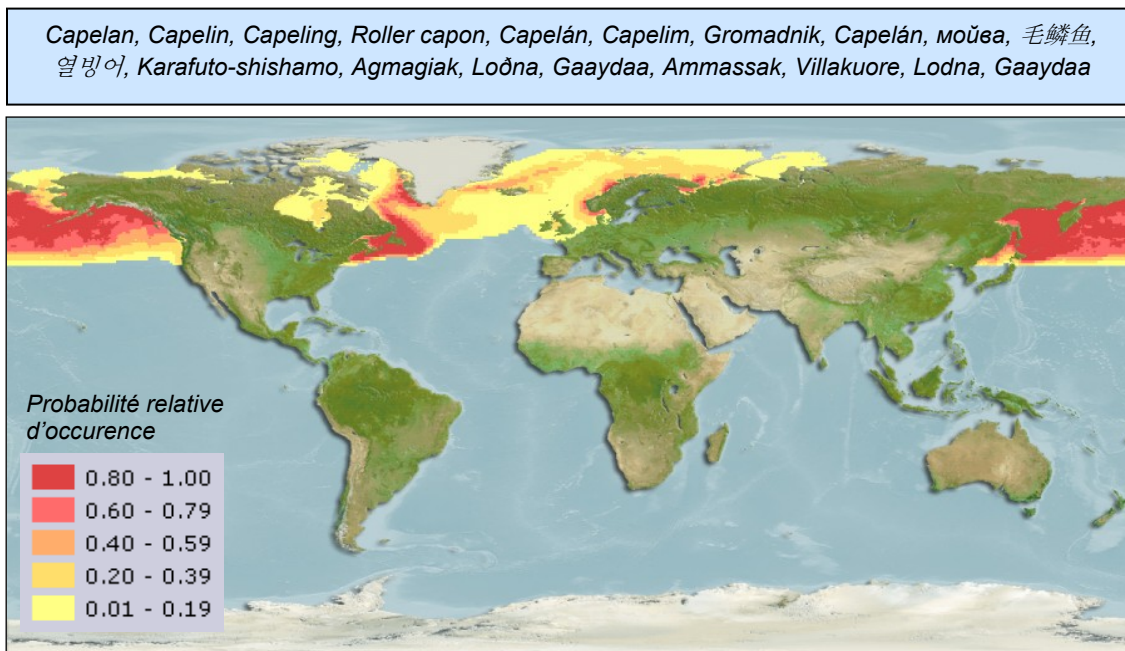 Capelan, Capelin, Capeling, Roller capon, Capelán, Capelim, Gromadnik, Capelán, мойва, 毛鳞鱼,
열빙어, Karafuto-shishamo, Agmagiak, Loðna, Gaaydaa, Ammassak, Villakuore, Lodna, Gaaydaa
Probabilité relative
d’occurence
0.80 - 1.00
0.60 - 0.79
0.40 - 0.59
0.20 - 0.39
0.01 - 0.19